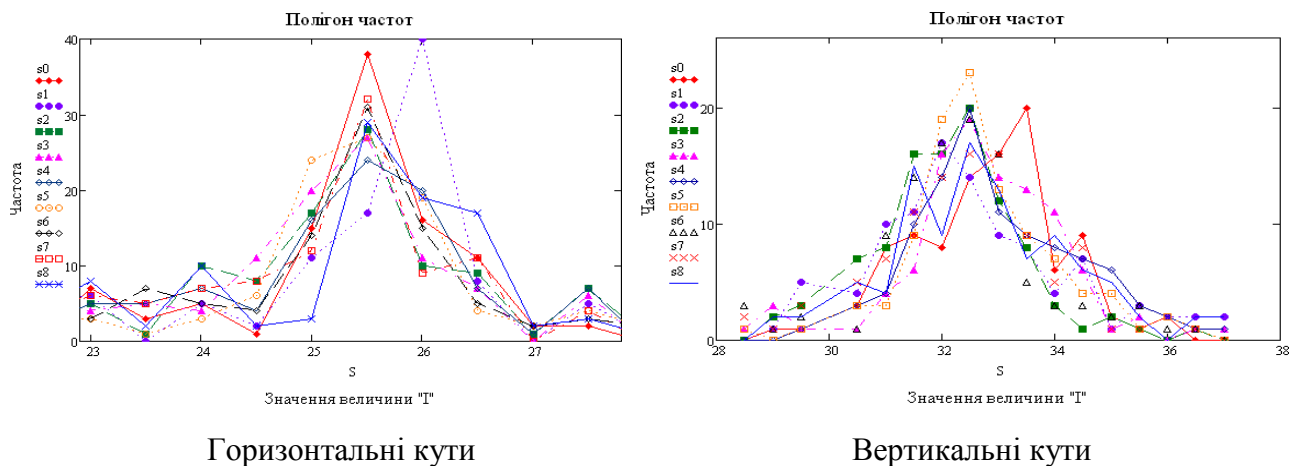 Полігон частот
40
30
20
10
0
23
24
25
26
27
S
Значення величини "I"
Частота
s0
s1
s2
s3
s4
s5
s6
s7
s8
Горизонтальні кути
Полігон частот
20
10
0
28
30
32
34
36
38
S
Значення величини "I"
Частота
s0
s1
s2
s3
s4
s5
s6
s7
s8
Вертикальні кути